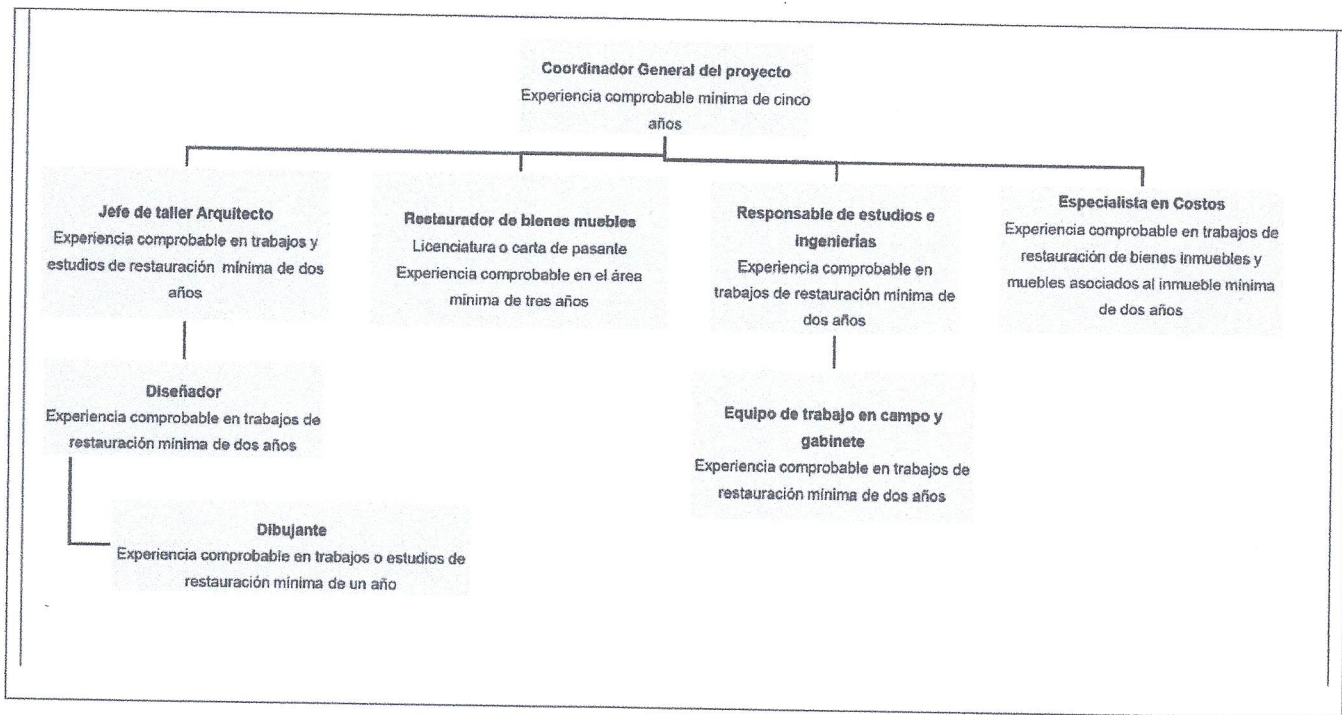 Coordinador General del proyecto
Experiencia comprobable mínima de cinco
años
Jefe de taller Arquitecto
Experiencia comprobable en trabajos y
estudios de restauración mínima de dos
años
Restaurador de bienes muebles
Licenciatura o carta de pasante
Experiencia comprobable en el área
mínima de tres años
Responsable de estudios e
ingenierías
Experiencia comprobable en
trabajos de restauración mínima de
dos años
Especialista en Costos
Experiencia comprobable en trabajos de
restauración de bienes inmuebles y
muebles asociados al inmueble mínima
de dos años
Diseñador
Experiencia comprobable en trabajos de
restauración mínima de dos años
Equipo de trabajo en campo y
gabinete
Experiencia comprobable en trabajos de
restauración mínima de dos años
Dibujante
Experiencia comprobable en trabajos o estudios de
restauración mínima de un año